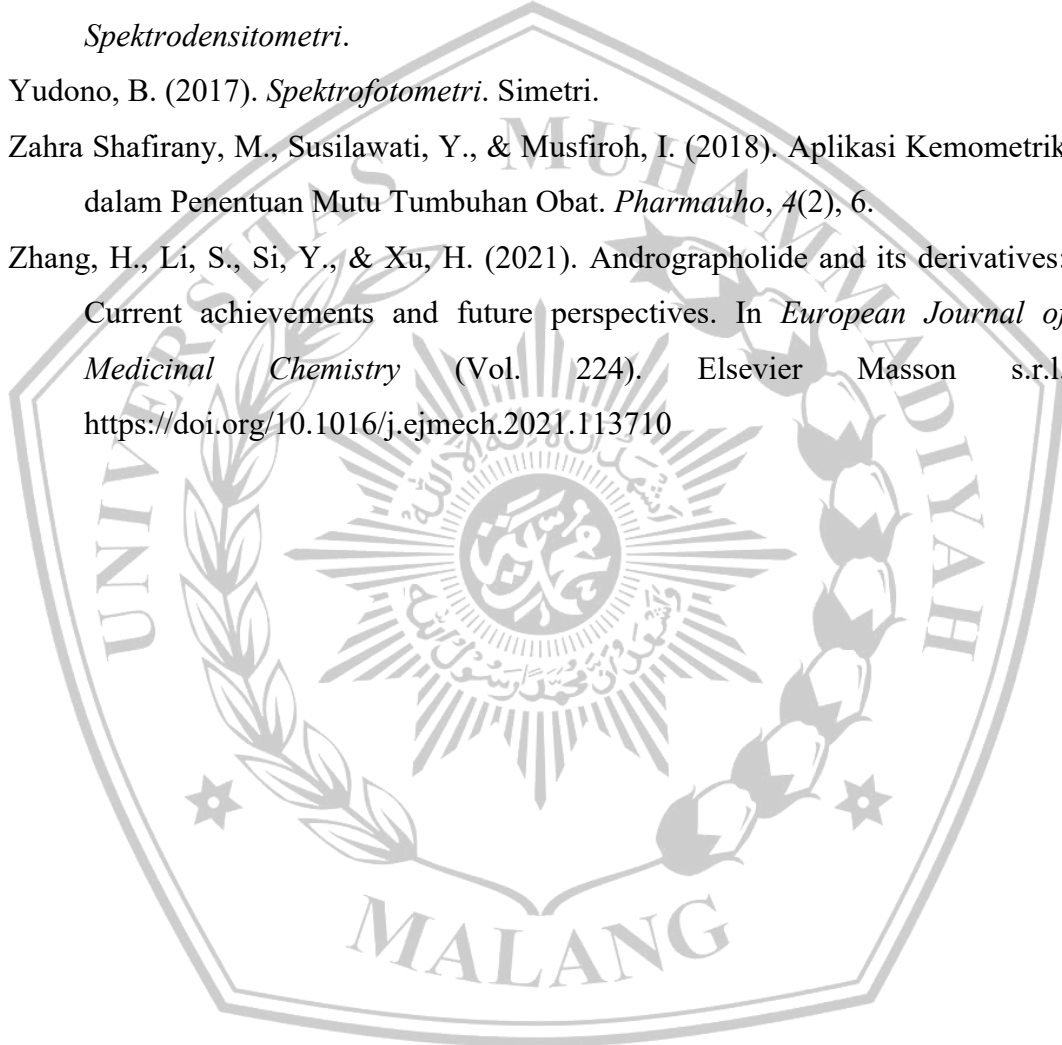 Spektrodensitometri.
Yudono, B. (2017). Spektrofotometri. Simetri.
Zahra Shafirany, M., Susilawati, Y., & Musfiroh, I. (2018). Aplikasi Kemometrik
dalam Penentuan Mutu Tumbuhan Obat. Pharmauho, 4(2), 6.
Zhang, H., Li, S., Si, Y., & Xu, H. (2021). Andrographolide and its derivatives:
Current achievements and future perspectives. In European Journal of
Medicinal Chemistry (Vol. 224). Elsevier Masson s.r.l.
https://doi.org/10.1016/j.ejmech.2021.113710
UNIVERSITAS MUHAMMADIYAH
MALANG